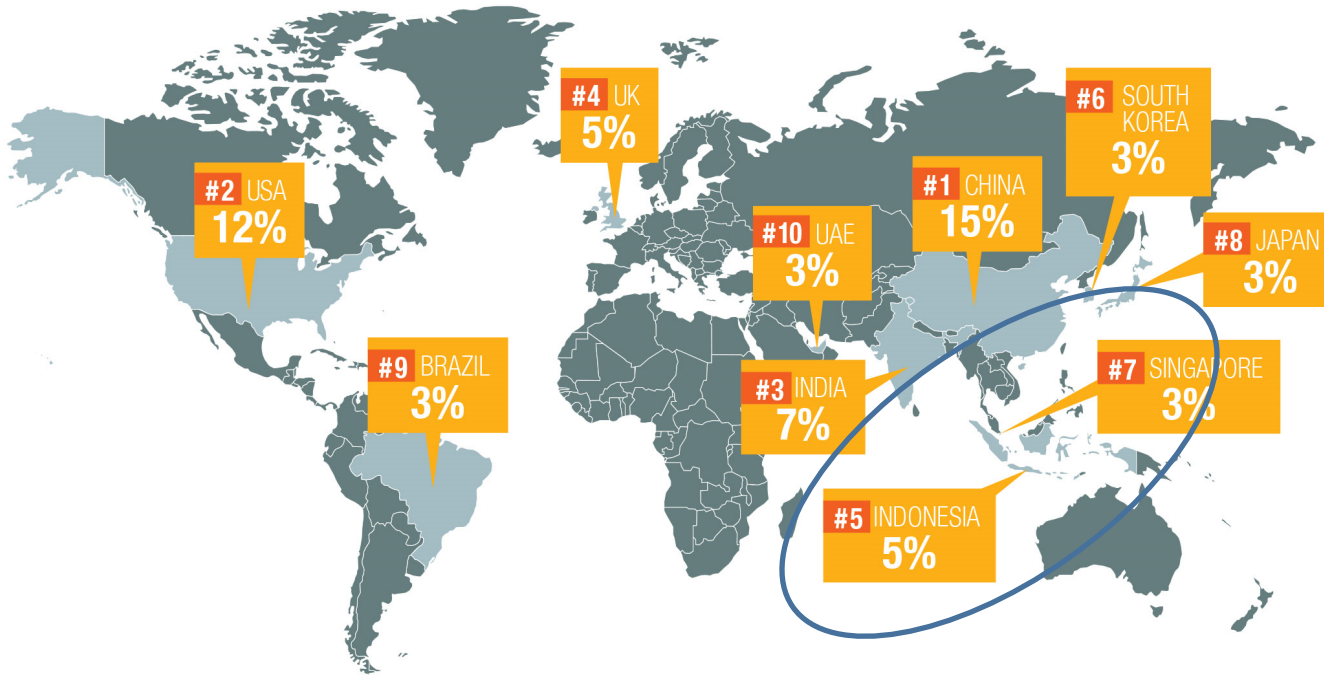 #4 UK
5%
#6 SOUTH
KOREA
3%
#2 USA
12%
#1 CHINA
15%
#10 UAE
3%
#8 JAPAN
3%
#9 BRAZIL
3%
#3 INDIA
7%
#7 SINGAPORE
3%
#5 INDONESIA
5%